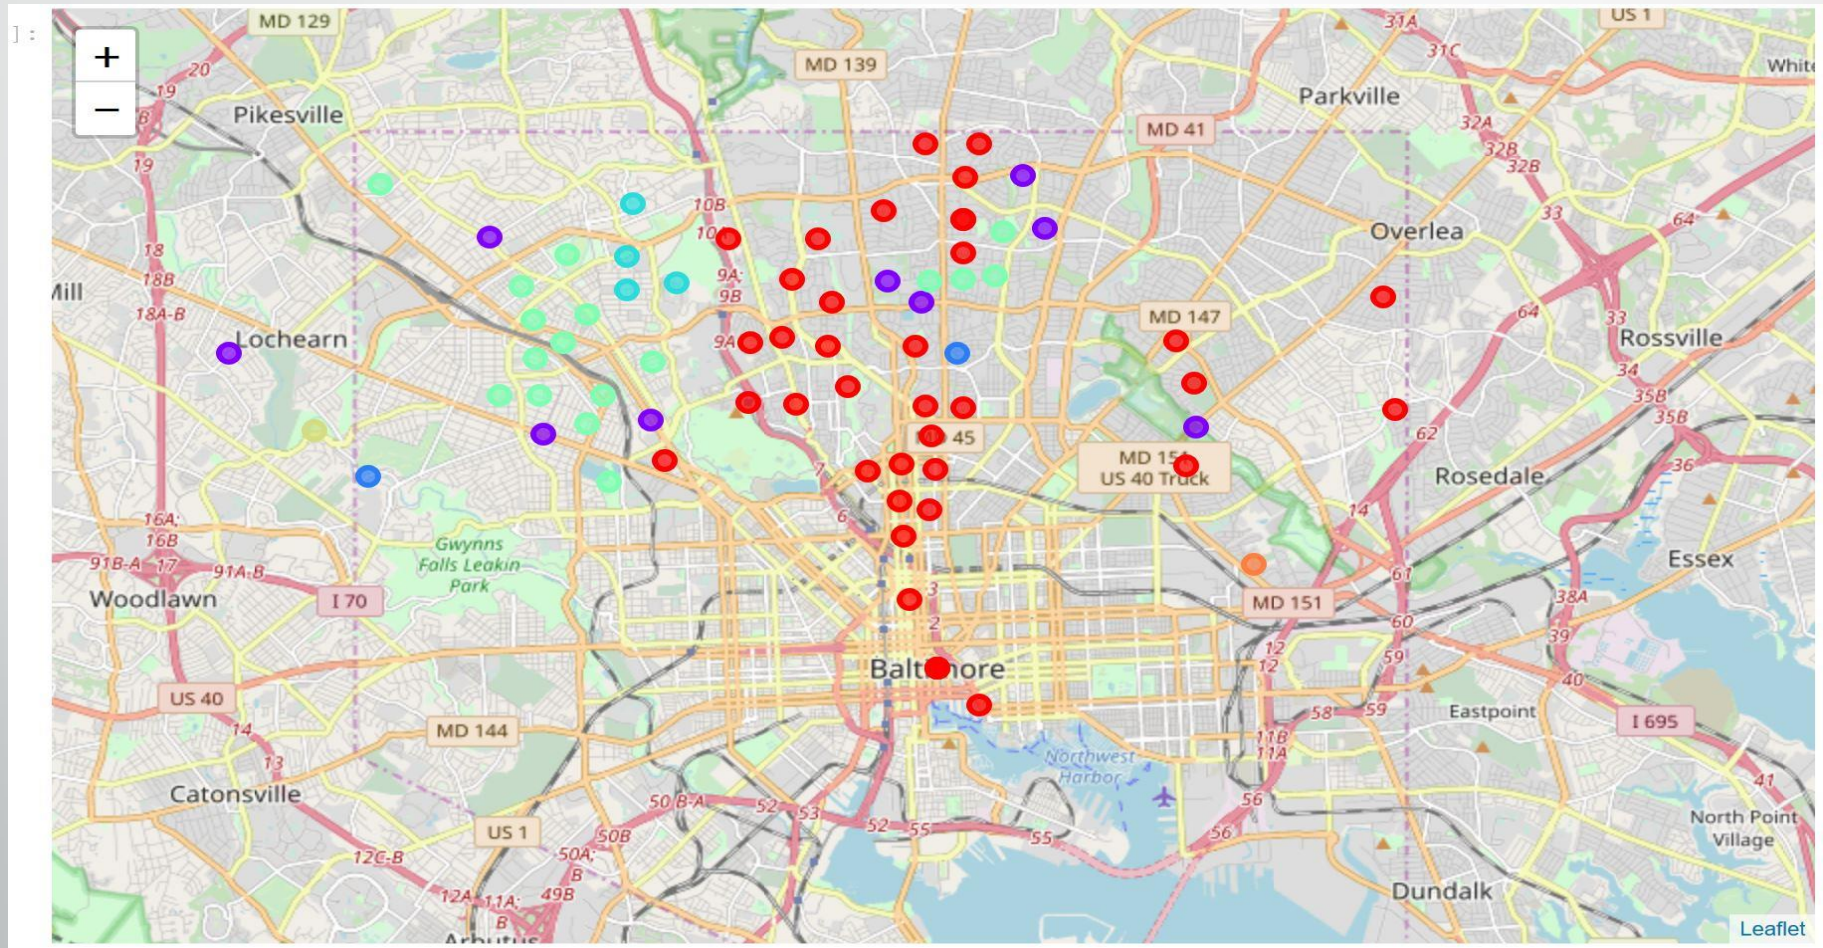 ] :
+
−
MD 129
US 1
31A
31C
MD 139
20
19
Pikesville
Parkville
32A
MD 41
32B
32B
19
10B
33
64
Overlea
18
9A;
9B
18B
18A-B
64
MD 147
33
Lochearn
9A
Rossville
34
35B
35B
45
62
MD 151
US 40 Truck
7
36
Rosedale
14
6
16A;
16B
Gwynns
Falls Leakin
Park
91B-A
17
91A-B
Essex
61
3
Woodlawn
I 70
MD 151
38A
2
60
39
12
12
59
Baltimore
40
US 40
58
59
Eastpoint
I 695
14
MD 144
11B
11A
13
Northwest
Harbor
41
Catonsville
50 B-A
52
53
56
52
55
55
56
North Point
Village
US 1
50B
12C-B
50A;
B
12A
11A;
B
49B
Dundalk
Leaflet